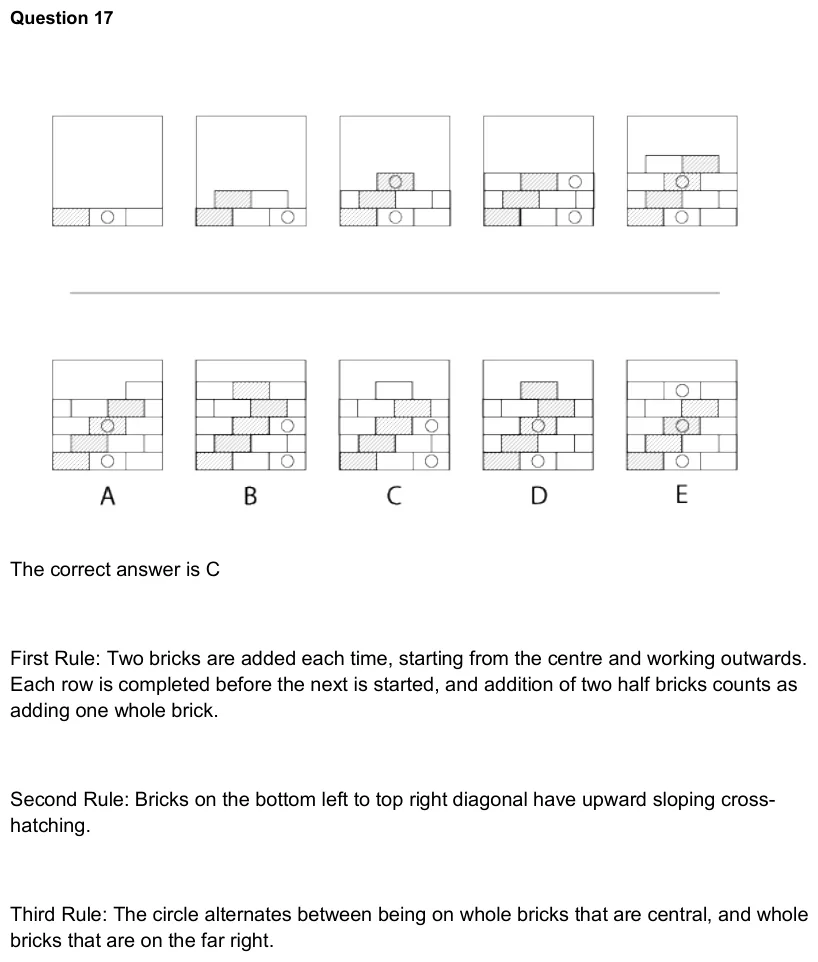 Question 17
A B C D E
The correct answer is C
First Rule: Two bricks are added each time, starting from the centre and working outwards.
Each row is completed before the next is started, and addition of two half bricks counts as
adding one whole brick.
Second Rule: Bricks on the bottom left to top right diagonal have upward sloping cross-
hatching.
Third Rule: The circle alternates between being on whole bricks that are central, and whole
bricks that are on the far right.